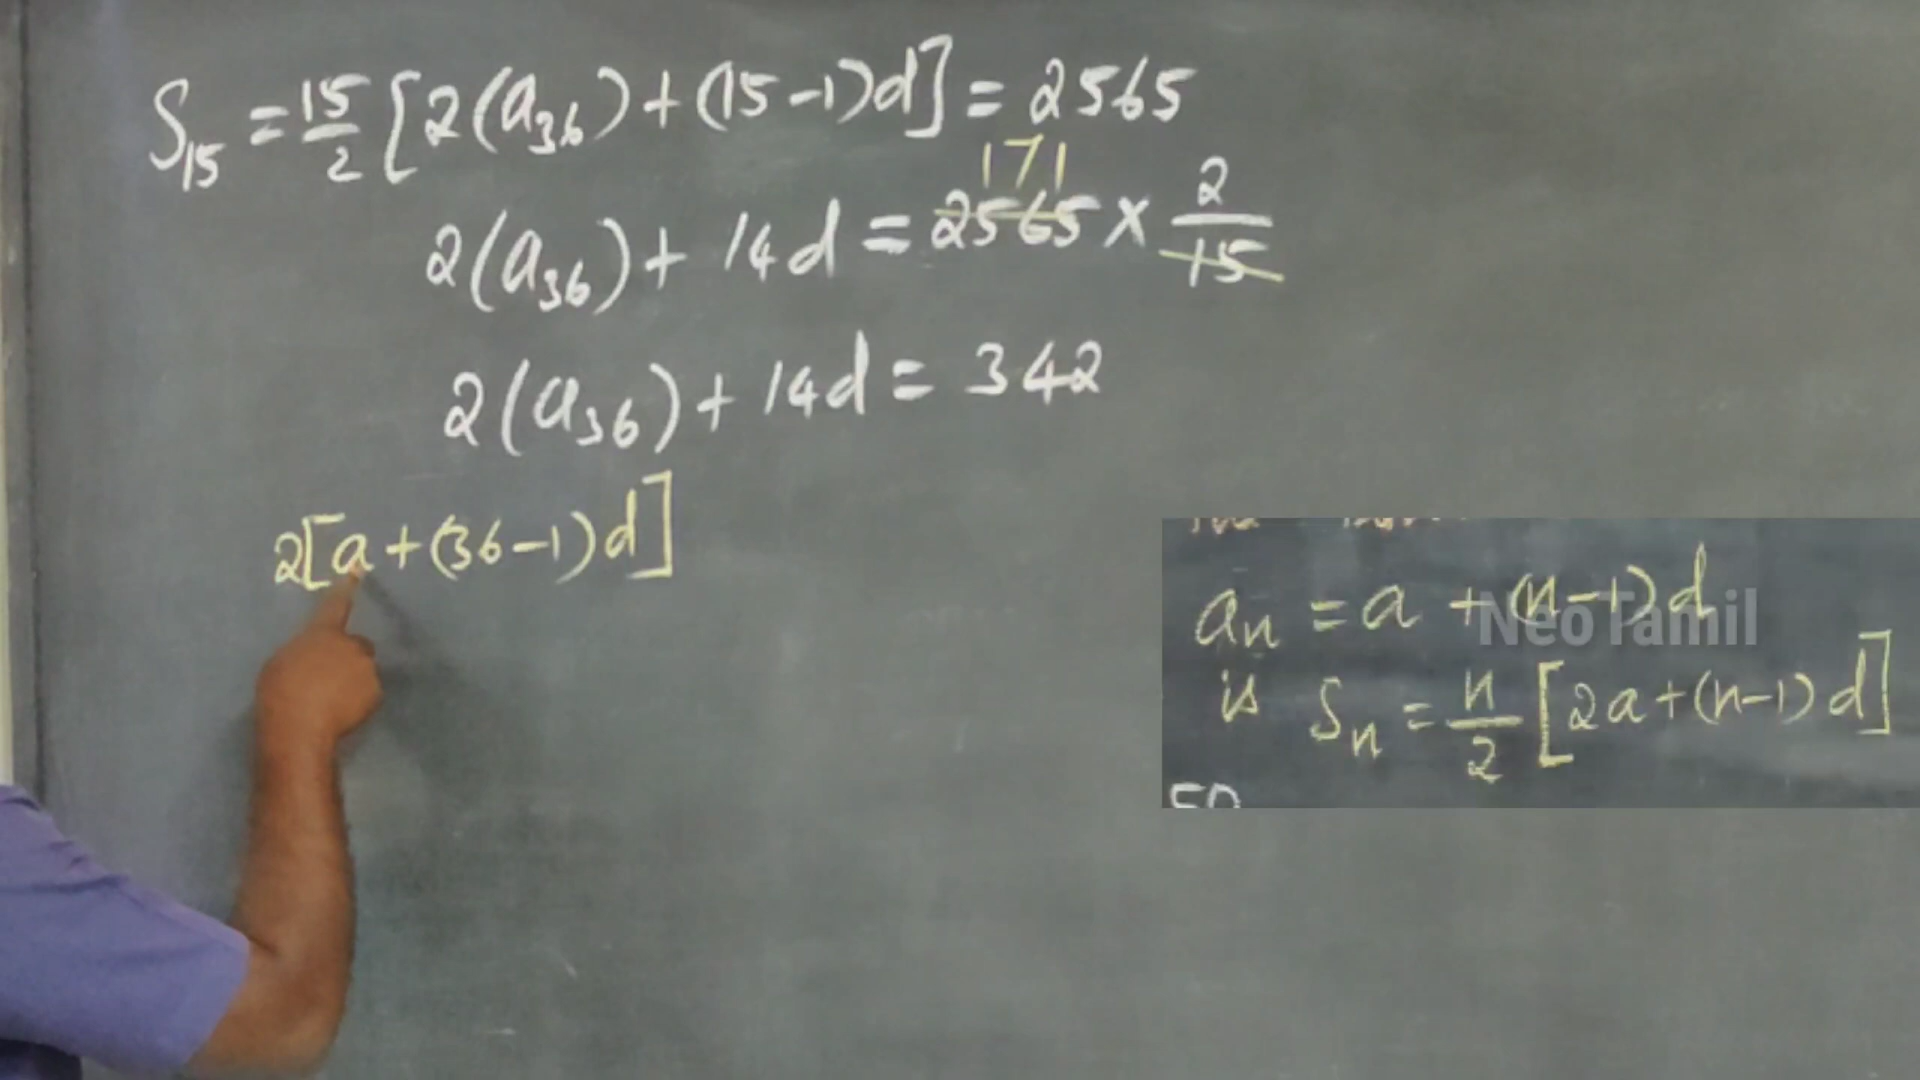 S₁₅ = 15/2 [2(a₃₆) + (15-1)d] = 2565
171
2(a₃₆) + 14d = 2565 × 2/15
2(a₃₆) + 14d = 342
2[a + (36-1)d]
aₙ = a + (n-1)d
NeoTamil
is Sₙ = n/2 [2a + (n-1)d]